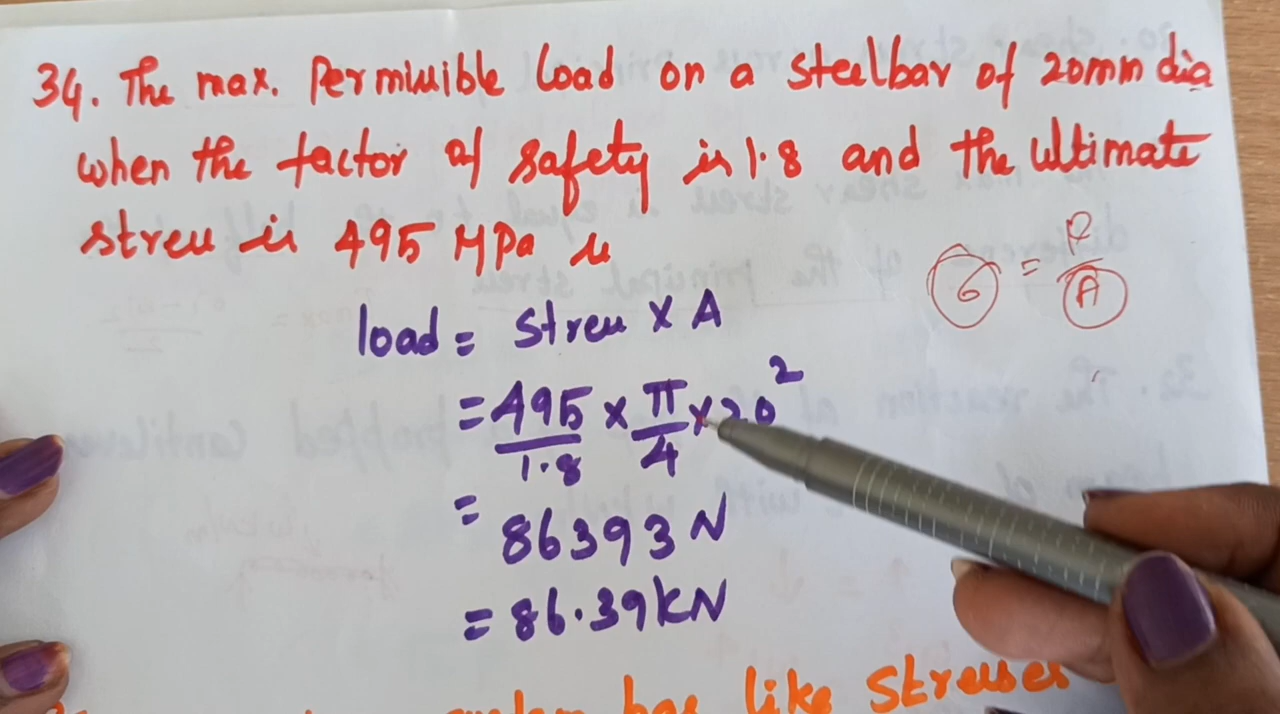 34. The max. Permissible load on a steelbar of 20mm dia
when the factor of safety is 1.8 and the ultimate
stress is 495 MPa is
σ = P/A
load = stress x A
= 495/1.8 x π/4 x 20²
= 86393 N
= 86.39 kN
has like stresses